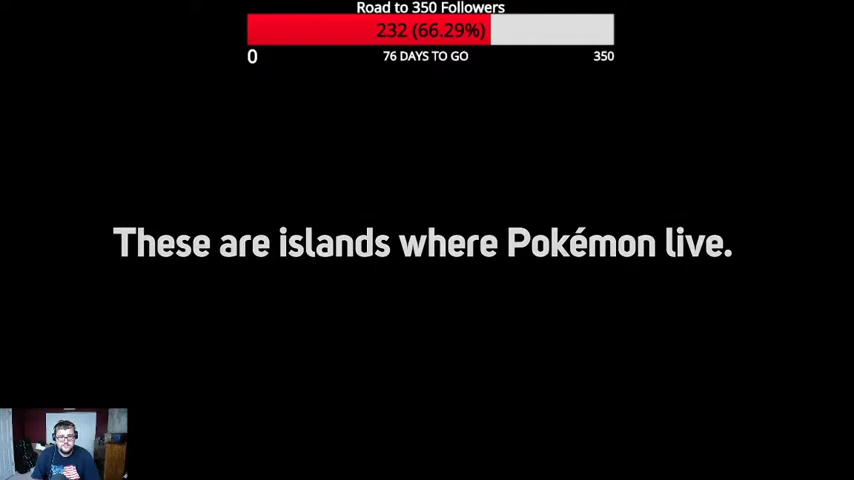 Road to 350 Followers
232 (66.29%)
0 76 DAYS TO GO 350
These are islands where Pokémon live.